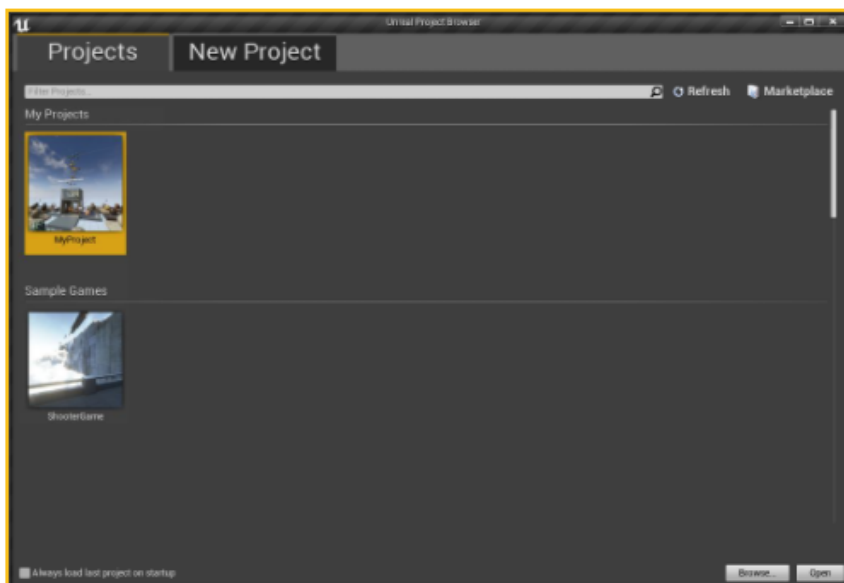 Unreal Project Browser
Projects
New Project
Filter Projects...
Refresh
Marketplace
My Projects
MyProject
Sample Games
ShooterGame
Always load last project on startup
Browse...
Open